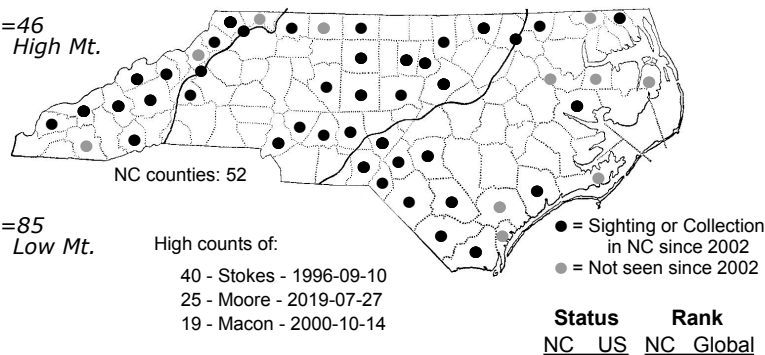 =46
High Mt.
NC counties: 52
=85
Low Mt.
High counts of:
40 - Stokes - 1996-09-10
25 - Moore - 2019-07-27
19 - Macon - 2000-10-14
= Sighting or Collection
in NC since 2002
= Not seen since 2002
Status Rank
NC US NC Global